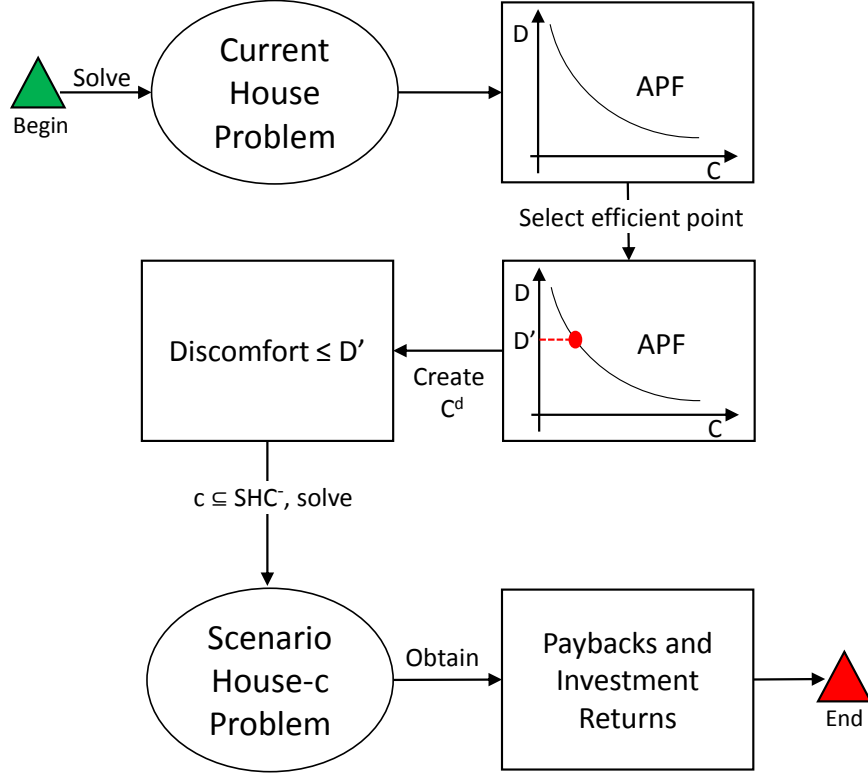 Solve
Begin
Current
House
Problem
D
APF
C
Select efficient point
D
D’
APF
C
Create
Cᵈ
Discomfort ≤ D’
c ⊆ SHC⁻, solve
Scenario
House-c
Problem
Obtain
Paybacks and
Investment
Returns
End